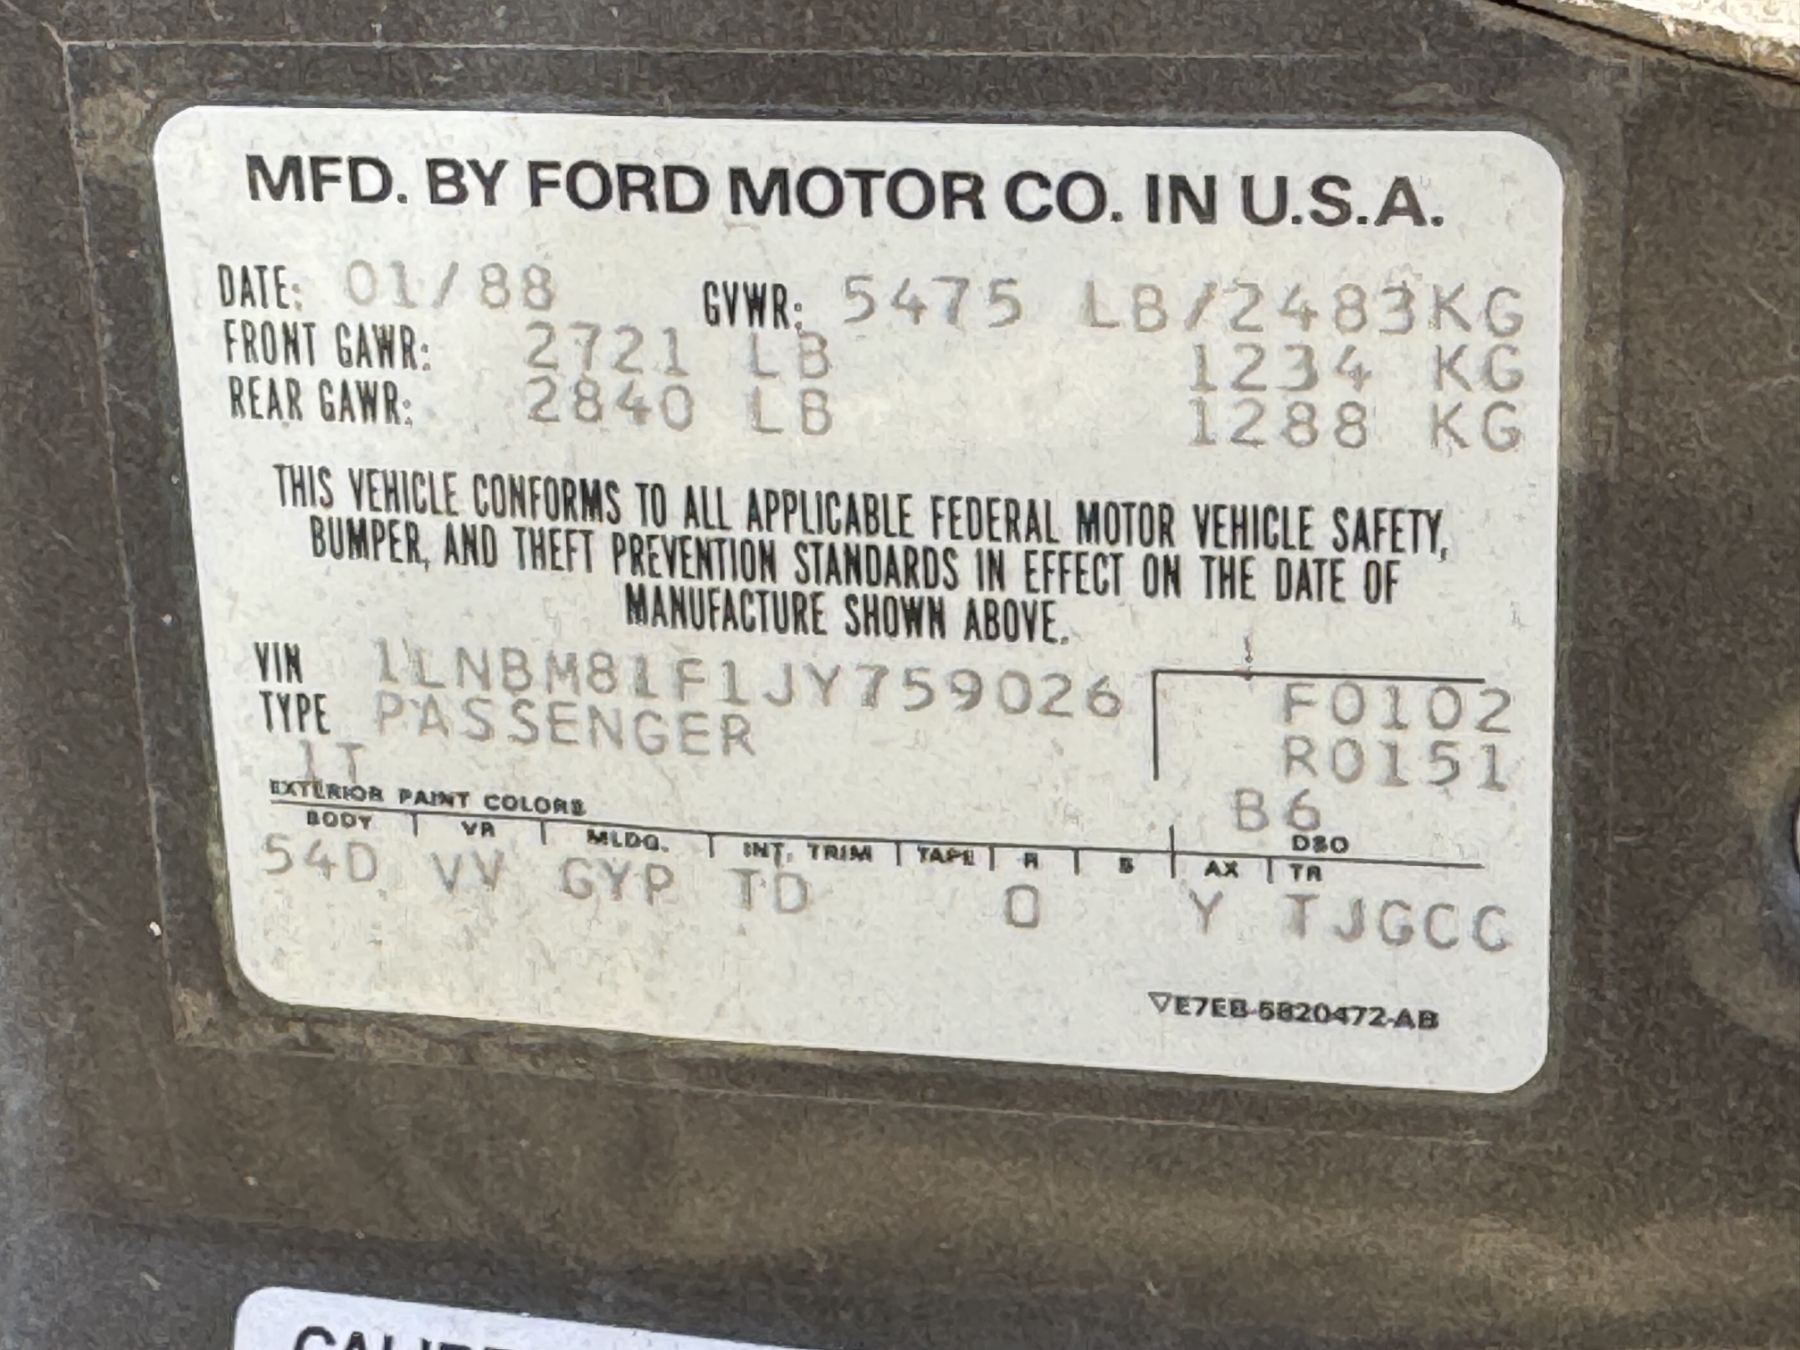 MFD. BY FORD MOTOR CO. IN U.S.A.
DATE: 01/88 GVWR: 5475 LB/2483KG
FRONT GAWR: 2721 LB 1234 KG
REAR GAWR: 2840 LB 1288 KG
THIS VEHICLE CONFORMS TO ALL APPLICABLE FEDERAL MOTOR VEHICLE SAFETY,
BUMPER, AND THEFT PREVENTION STANDARDS IN EFFECT ON THE DATE OF
MANUFACTURE SHOWN ABOVE.
VIN 1LNBM81F1JY759026 F0102
TYPE PASSENGER R0151
1T B6
EXTERIOR PAINT COLORS DSO
BODY VR MLDG. INT. TRIM TAPE R S AX TR
54D VV GYP TD O Y TJGCC
▽E7EB-5820472-AB